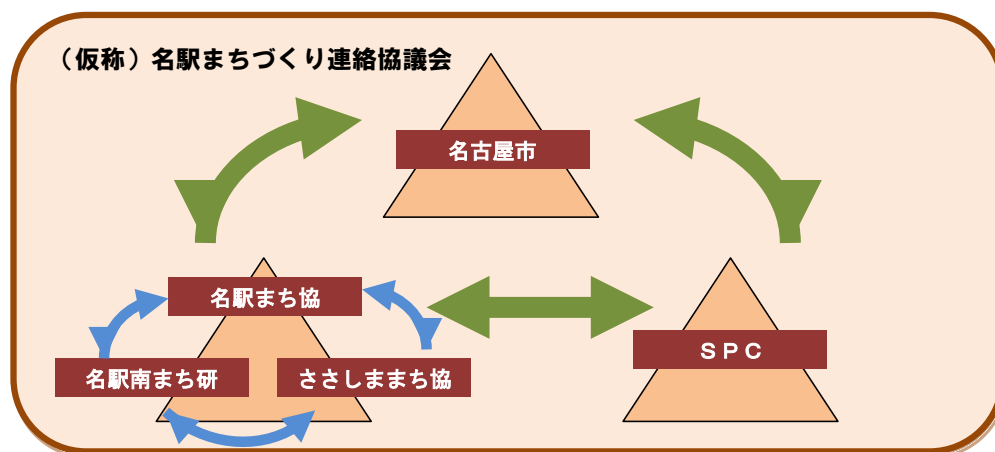 （仮称）名駅まちづくり連絡協議会
名古屋市
名駅まち協
名駅南まち研
ささしままち協
ＳＰＣ